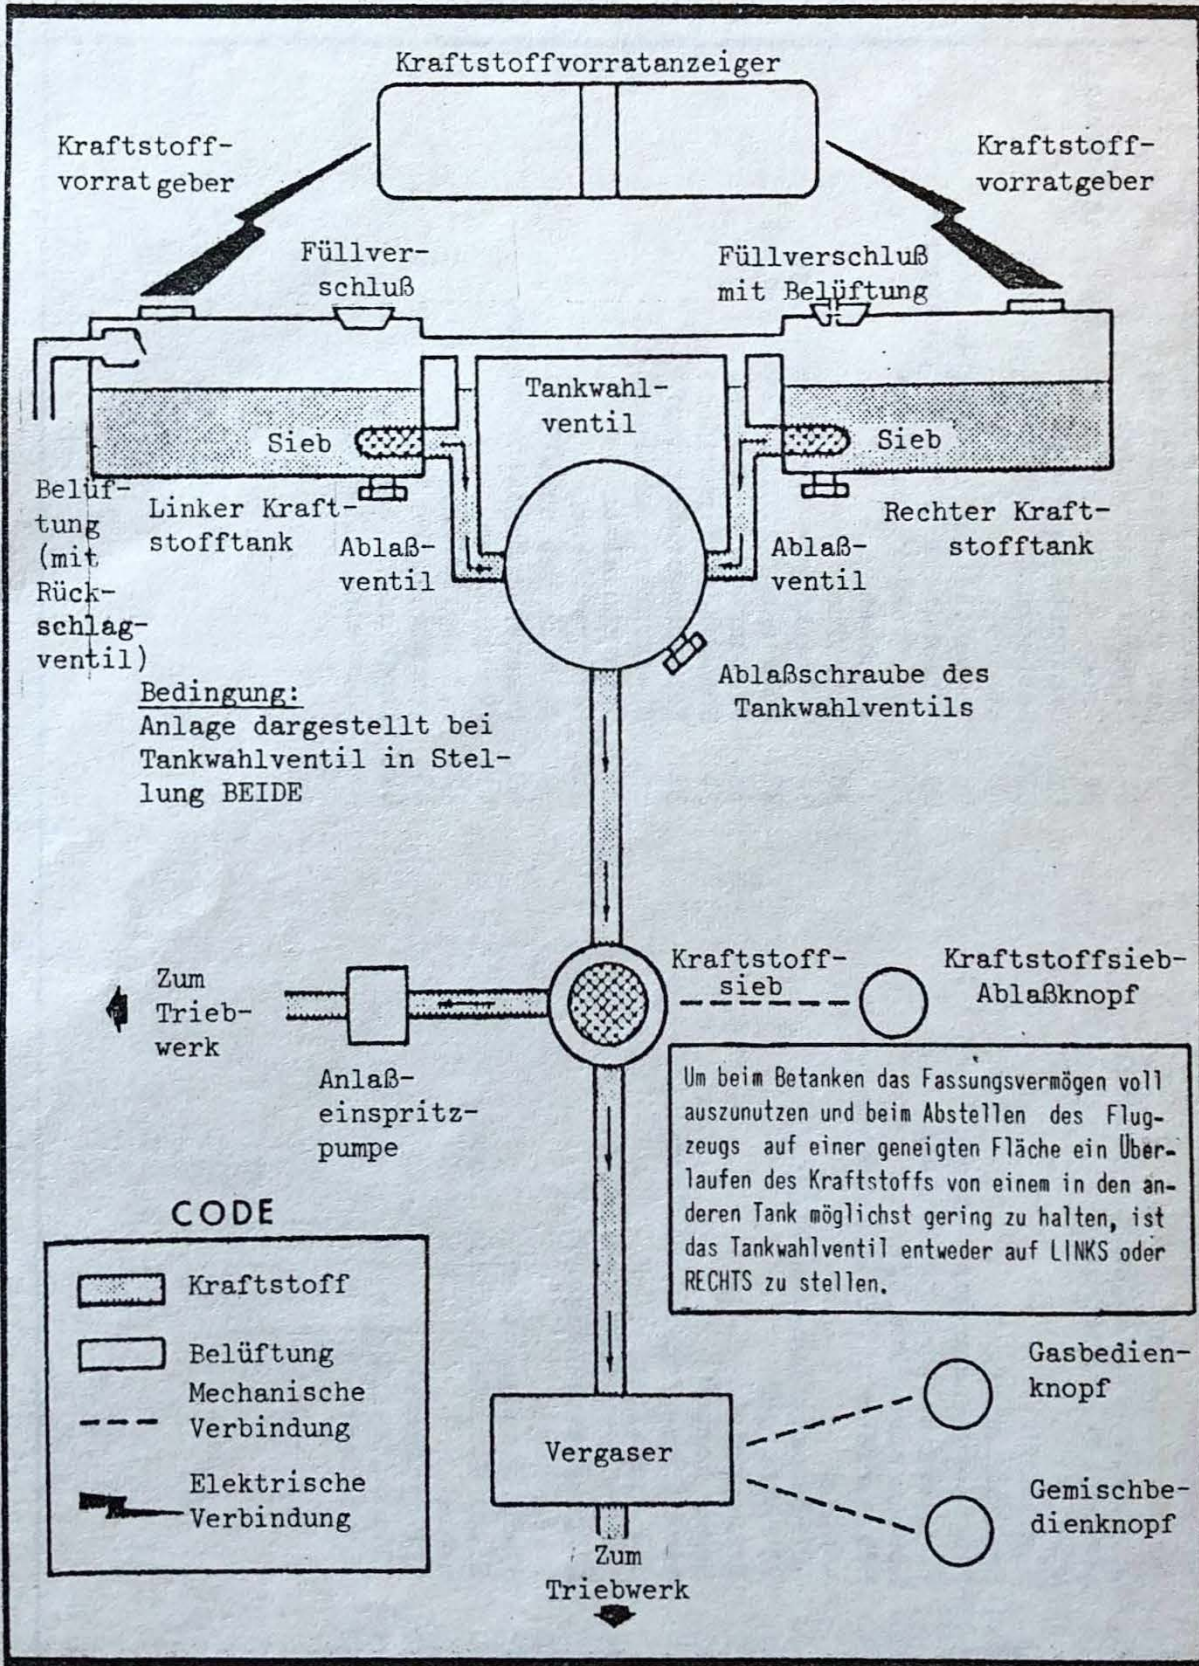 Kraftstoffvorratanzeiger
Kraftstoff-
vorratgeber
Kraftstoff-
vorratgeber
Füllver-
schluß
Füllverschluß
mit Belüftung
Tankwahl-
ventil
Sieb
Sieb
Belüf-
tung
(mit
Rück-
schlag-
ventil)
Linker Kraft-
stofftank
Ablaß-
ventil
Rechter Kraft-
stofftank
Ablaß-
ventil
Ablaßschraube des
Tankwahlventils
Bedingung:
Anlage dargestellt bei
Tankwahlventil in Stel-
lung BEIDE
Zum
Trieb-
werk
Kraftstoff-
sieb
Kraftstoffsieb-
Ablaßknopf
Anlaß-
einspritz-
pumpe
Um beim Betanken das Fassungsvermögen voll
auszunutzen und beim Abstellen des Flug-
zeugs auf einer geneigten Fläche ein Über-
laufen des Kraftstoffs von einem in den an-
deren Tank möglichst gering zu halten, ist
das Tankwahlventil entweder auf LINKS oder
RECHTS zu stellen.
CODE
Kraftstoff
Belüftung
Mechanische
Verbindung
Elektrische
Verbindung
Vergaser
Gasbedien-
knopf
Gemischbe-
dienknopf
Zum
Triebwerk